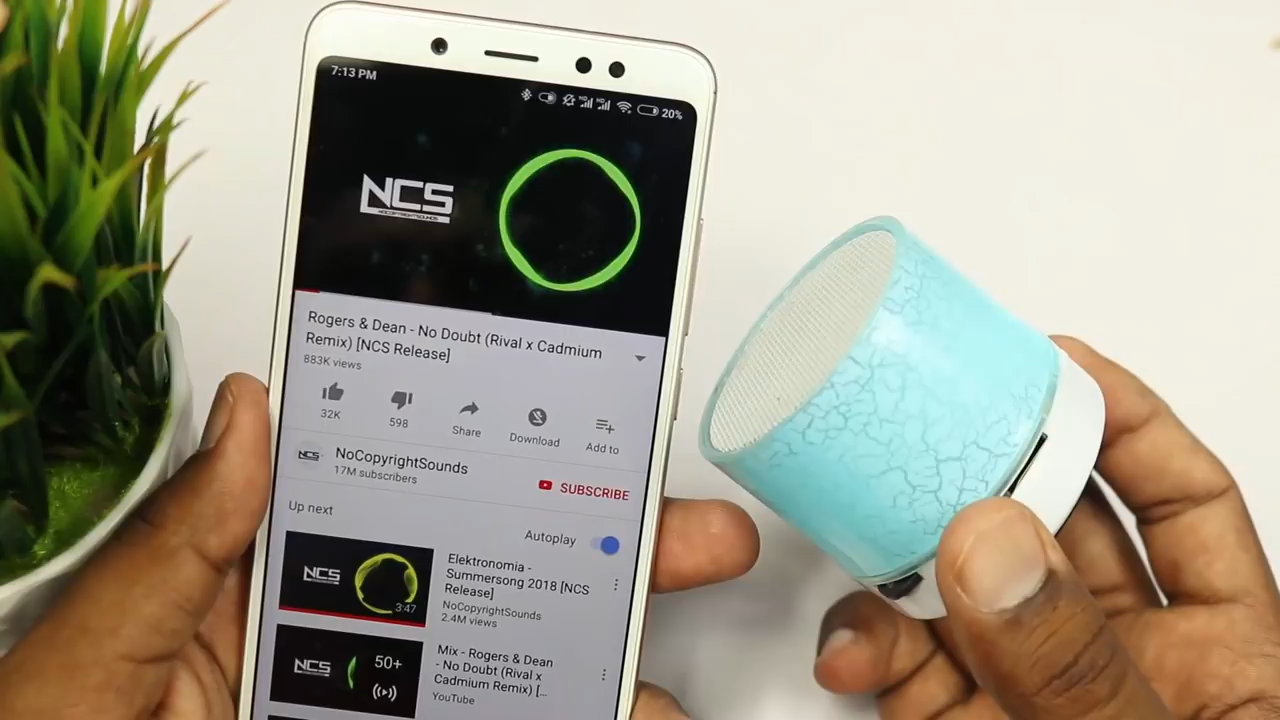 7:13 PM
20%
NCS
NOCOPYRIGHTSOUNDS
Rogers & Dean - No Doubt (Rival x Cadmium
Remix) [NCS Release]
883K views
32K
598
Share
Download
Add to
NCS
NoCopyrightSounds
17M subscribers
SUBSCRIBE
Up next
Autoplay
NCS
3:47
Elektronomia -
Summersong 2018 [NCS
Release]
NoCopyrightSounds
2.4M views
NCS
50+
Mix - Rogers & Dean
- No Doubt (Rival x
Cadmium Remix) [...
YouTube